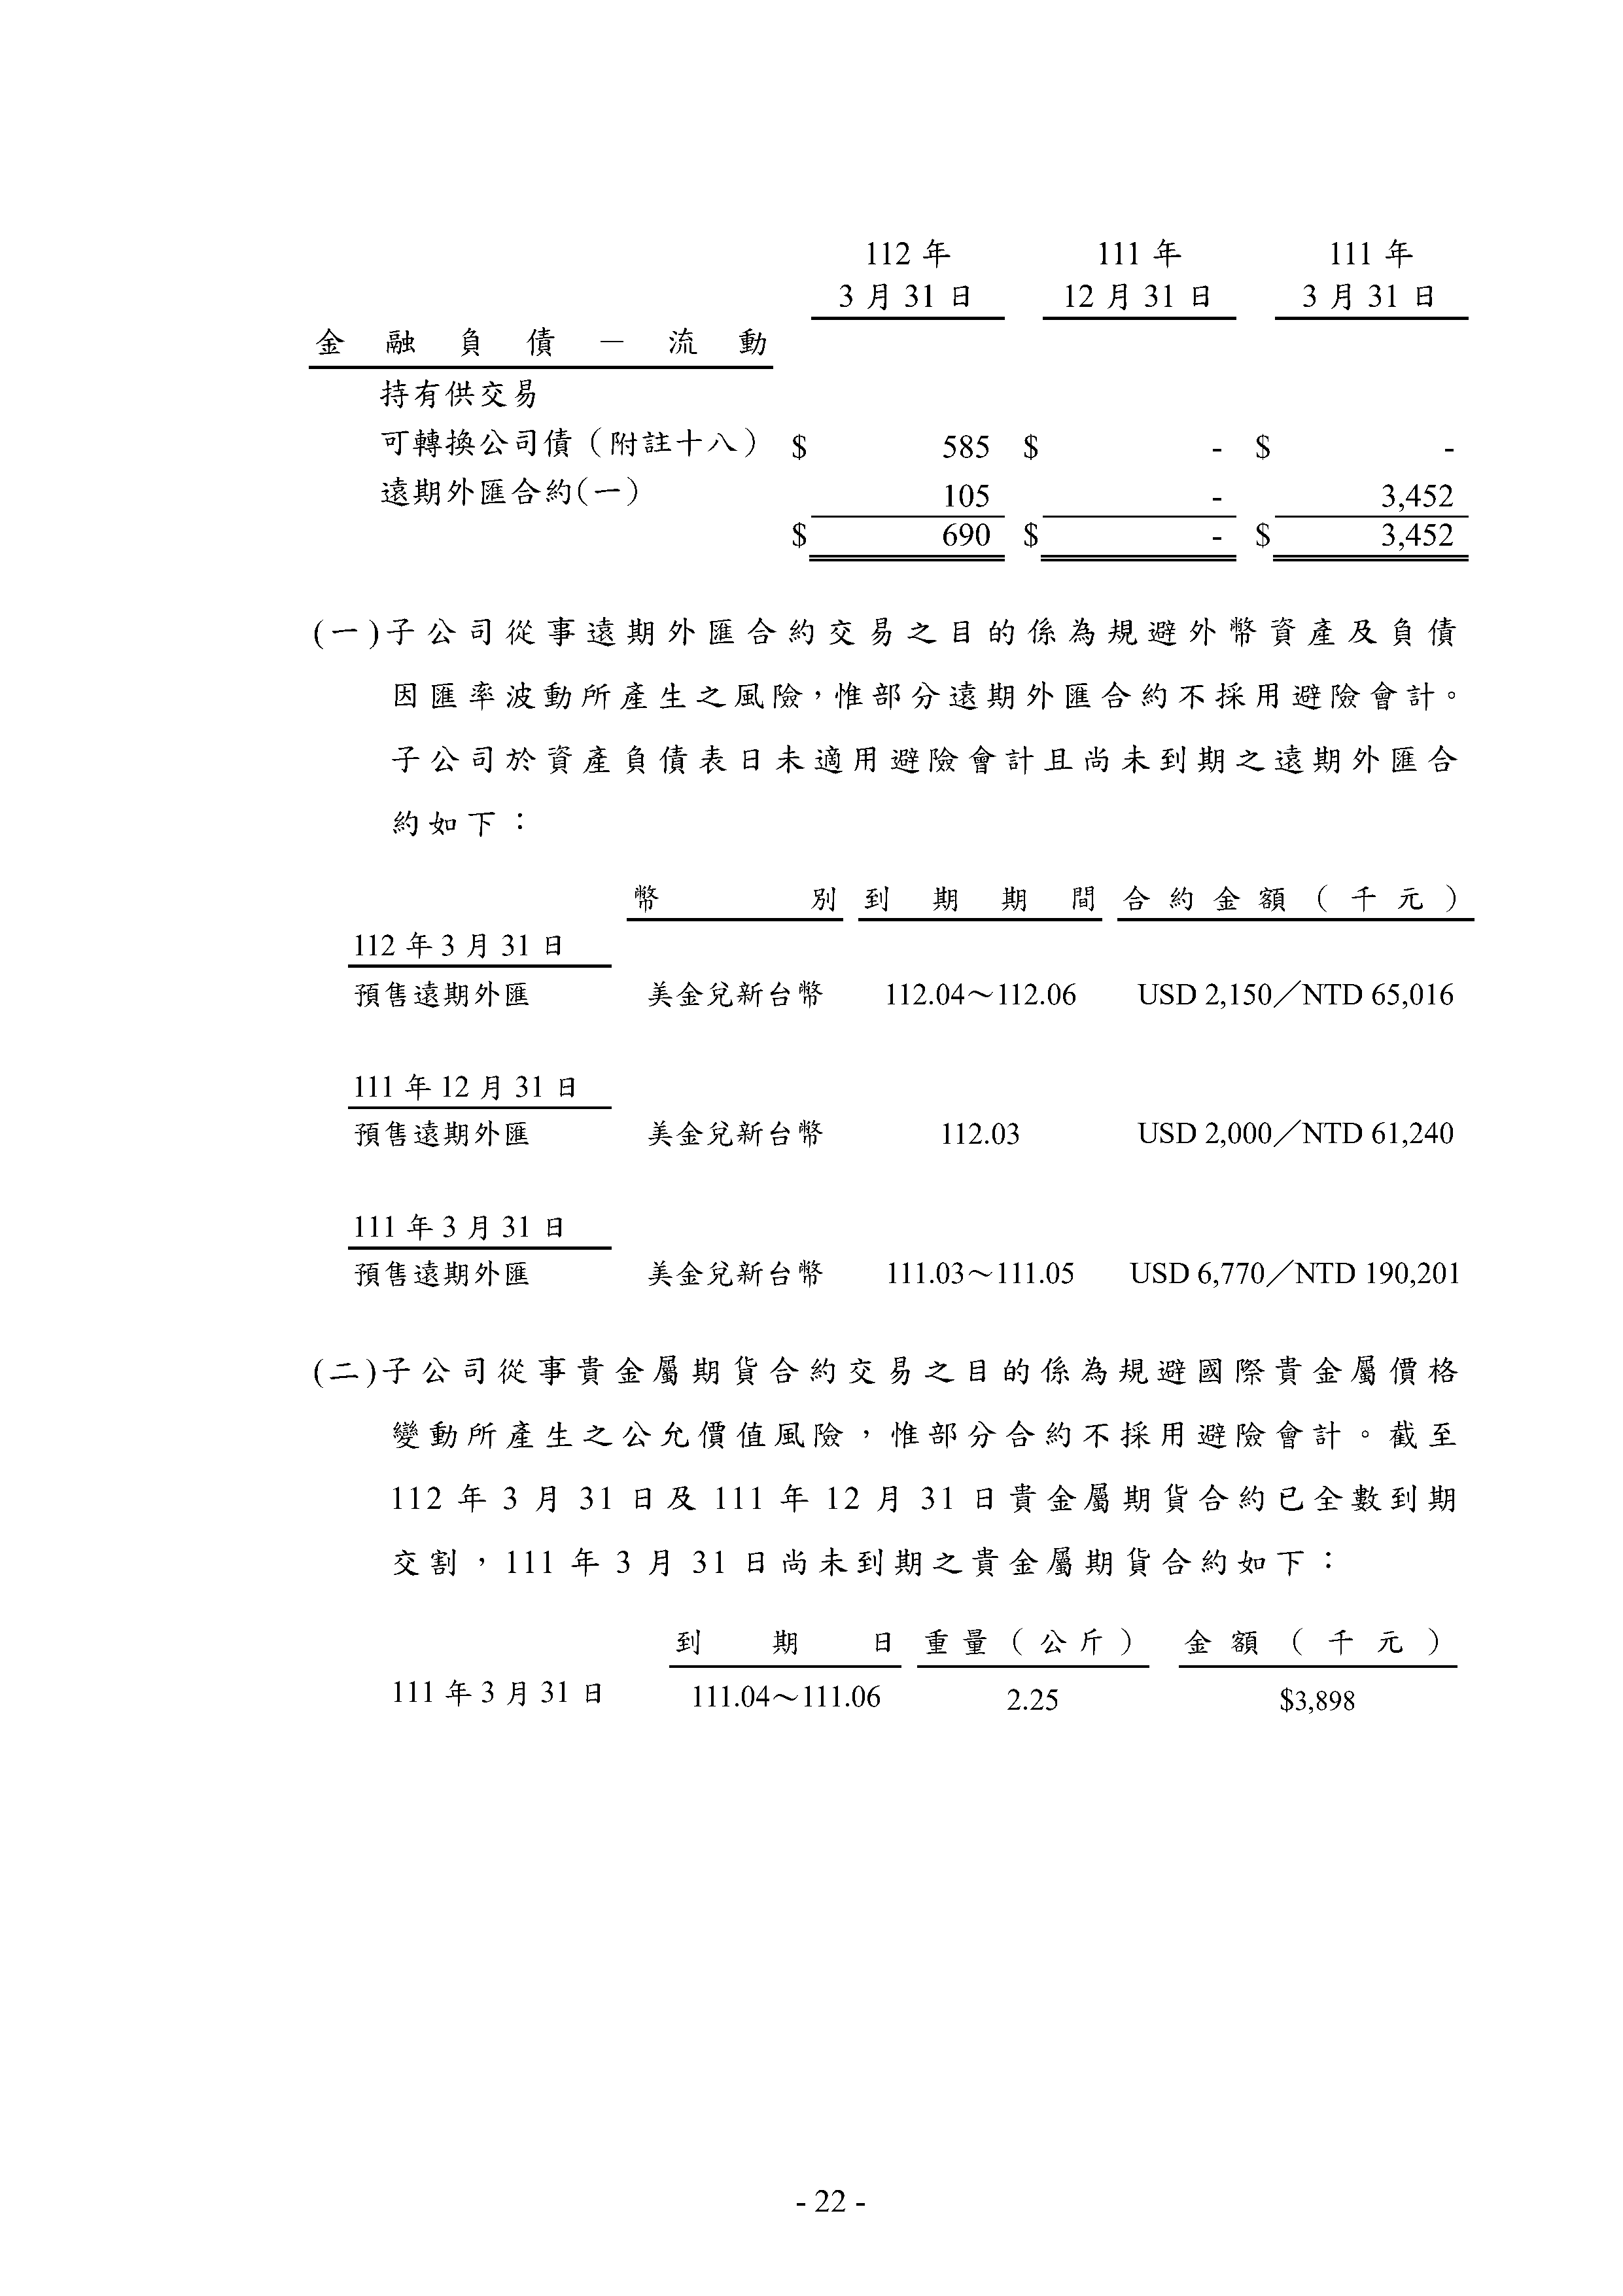 112 年 111 年 111 年
3 月 31 日 12 月 31 日 3 月 31 日
金融負債－流動
持有供交易
可轉換公司債（附註十八） $ 585 $ - $ -
遠期外匯合約(一) 105 - 3,452
$ 690 $ - $ 3,452
(一)子公司從事遠期外匯合約交易之目的係為規避外幣資產及負債
因匯率波動所產生之風險，惟部分遠期外匯合約不採用避險會計。
子公司於資產負債表日未適用避險會計且尚未到期之遠期外匯合
約如下：
幣別 到期期間 合約金額（千元）
112 年 3 月 31 日
預售遠期外匯 美金兌新台幣 112.04～112.06 USD 2,150／NTD 65,016
111 年 12 月 31 日
預售遠期外匯 美金兌新台幣 112.03 USD 2,000／NTD 61,240
111 年 3 月 31 日
預售遠期外匯 美金兌新台幣 111.03～111.05 USD 6,770／NTD 190,201
(二)子公司從事貴金屬期貨合約交易之目的係為規避國際貴金屬價格
變動所產生之公允價值風險，惟部分合約不採用避險會計。截至
112 年 3 月 31 日及 111 年 12 月 31 日貴金屬期貨合約已全數到期
交割，111 年 3 月 31 日尚未到期之貴金屬期貨合約如下：
到期日 重量（公斤） 金額（千元）
111 年 3 月 31 日 111.04～111.06 2.25 $3,898
- 22 -